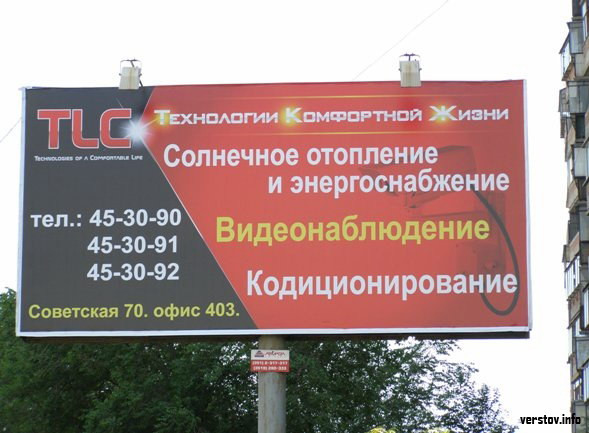 TLC
TECHNOLOGIES OF A COMFORTABLE LIFE
ТЕХНОЛОГИИ КОМФОРТНОЙ ЖИЗНИ
Солнечное отопление
и энергоснабжение
Видеонаблюдение
Кодиционирование
тел.: 45-30-90
45-30-91
45-30-92
Советская 70. офис 403.
verstov.info